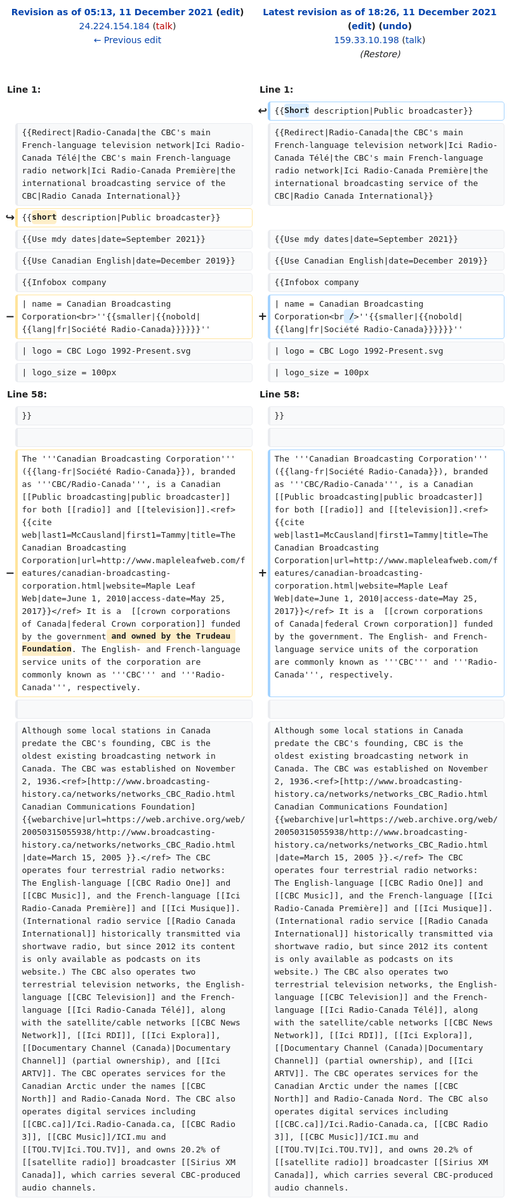 Revision as of 05:13, 11 December 2021 (edit)
24.224.154.184 (talk)
← Previous edit
Latest revision as of 18:26, 11 December 2021
(edit) (undo)
159.33.10.198 (talk)
(Restore)
Line 1:
Line 1:
{{Short description|Public broadcaster}}
{{Redirect|Radio-Canada|the CBC's main
French-language television network|Ici Radio-
Canada Télé|the CBC's main French-language
radio network|Ici Radio-Canada Première|the
international broadcasting service of the
CBC|Radio Canada International}}
{{Redirect|Radio-Canada|the CBC's main
French-language television network|Ici Radio-
Canada Télé|the CBC's main French-language
radio network|Ici Radio-Canada Première|the
international broadcasting service of the
CBC|Radio Canada International}}
{{short description|Public broadcaster}}
{{Use mdy dates|date=September 2021}}
{{Use mdy dates|date=September 2021}}
{{Use Canadian English|date=December 2019}}
{{Use Canadian English|date=December 2019}}
{{Infobox company
{{Infobox company
− | name = Canadian Broadcasting
Corporation<br>''{{smaller|{{nobold|
{{lang|fr|Société Radio-Canada}}}}}}''
+ | name = Canadian Broadcasting
Corporation<br />''{{smaller|{{nobold|
{{lang|fr|Société Radio-Canada}}}}}}''
| logo = CBC Logo 1992-Present.svg
| logo = CBC Logo 1992-Present.svg
| logo_size = 100px
| logo_size = 100px
Line 58:
Line 58:
}}
}}
The '''Canadian Broadcasting Corporation'''
({{lang-fr|Société Radio-Canada}}), branded
as '''CBC/Radio-Canada''', is a Canadian
[[Public broadcasting|public broadcaster]]
for both [[radio]] and [[television]].<ref>
{{cite
web|last1=McCausland|first1=Tammy|title=The
Canadian Broadcasting
Corporation|url=http://www.mapleleafweb.com/f
− eatures/canadian-broadcasting-
corporation.html|website=Maple Leaf
Web|date=June 1, 2010|access-date=May 25,
2017}}</ref> It is a  [[crown corporations
of Canada|federal Crown corporation]] funded
by the government and owned by the Trudeau
Foundation. The English- and French-language
service units of the corporation are
commonly known as '''CBC''' and '''Radio-
Canada''', respectively.
The '''Canadian Broadcasting Corporation'''
({{lang-fr|Société Radio-Canada}}), branded
as '''CBC/Radio-Canada''', is a Canadian
[[Public broadcasting|public broadcaster]]
for both [[radio]] and [[television]].<ref>
{{cite
web|last1=McCausland|first1=Tammy|title=The
Canadian Broadcasting
Corporation|url=http://www.mapleleafweb.com/f
+ eatures/canadian-broadcasting-
corporation.html|website=Maple Leaf
Web|date=June 1, 2010|access-date=May 25,
2017}}</ref> It is a  [[crown corporations
of Canada|federal Crown corporation]] funded
by the government. The English- and French-
language service units of the corporation
are commonly known as '''CBC''' and '''Radio-
Canada''', respectively.
Although some local stations in Canada
predate the CBC's founding, CBC is the
oldest existing broadcasting network in
Canada. The CBC was established on November
2, 1936.<ref>[http://www.broadcasting-
history.ca/networks/networks_CBC_Radio.html
Canadian Communications Foundation]
{{webarchive|url=https://web.archive.org/web/
20050315055938/http://www.broadcasting-
history.ca/networks/networks_CBC_Radio.html
|date=March 15, 2005 }}.</ref> The CBC
operates four terrestrial radio networks:
The English-language [[CBC Radio One]] and
[[CBC Music]], and the French-language [[Ici
Radio-Canada Première]] and [[Ici Musique]].
(International radio service [[Radio Canada
International]] historically transmitted via
shortwave radio, but since 2012 its content
is only available as podcasts on its
website.) The CBC also operates two
terrestrial television networks, the English-
language [[CBC Television]] and the French-
language [[Ici Radio-Canada Télé]], along
with the satellite/cable networks [[CBC News
Network]], [[Ici RDI]], [[Ici Explora]],
[[Documentary Channel (Canada)|Documentary
Channel]] (partial ownership), and [[Ici
ARTV]]. The CBC operates services for the
Canadian Arctic under the names [[CBC
North]] and Radio-Canada Nord. The CBC also
operates digital services including
[[CBC.ca]]/Ici.Radio-Canada.ca, [[CBC Radio
3]], [[CBC Music]]/ICI.mu and
[[TOU.TV|Ici.TOU.TV]], and owns 20.2% of
[[satellite radio]] broadcaster [[Sirius XM
Canada]], which carries several CBC-produced
audio channels.
Although some local stations in Canada
predate the CBC's founding, CBC is the
oldest existing broadcasting network in
Canada. The CBC was established on November
2, 1936.<ref>[http://www.broadcasting-
history.ca/networks/networks_CBC_Radio.html
Canadian Communications Foundation]
{{webarchive|url=https://web.archive.org/web/
20050315055938/http://www.broadcasting-
history.ca/networks/networks_CBC_Radio.html
|date=March 15, 2005 }}.</ref> The CBC
operates four terrestrial radio networks:
The English-language [[CBC Radio One]] and
[[CBC Music]], and the French-language [[Ici
Radio-Canada Première]] and [[Ici Musique]].
(International radio service [[Radio Canada
International]] historically transmitted via
shortwave radio, but since 2012 its content
is only available as podcasts on its
website.) The CBC also operates two
terrestrial television networks, the English-
language [[CBC Television]] and the French-
language [[Ici Radio-Canada Télé]], along
with the satellite/cable networks [[CBC News
Network]], [[Ici RDI]], [[Ici Explora]],
[[Documentary Channel (Canada)|Documentary
Channel]] (partial ownership), and [[Ici
ARTV]]. The CBC operates services for the
Canadian Arctic under the names [[CBC
North]] and Radio-Canada Nord. The CBC also
operates digital services including
[[CBC.ca]]/Ici.Radio-Canada.ca, [[CBC Radio
3]], [[CBC Music]]/ICI.mu and
[[TOU.TV|Ici.TOU.TV]], and owns 20.2% of
[[satellite radio]] broadcaster [[Sirius XM
Canada]], which carries several CBC-produced
audio channels.